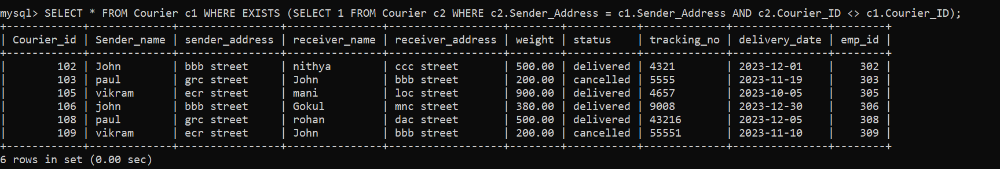 mysql> SELECT * FROM Courier c1 WHERE EXISTS (SELECT 1 FROM Courier c2 WHERE c2.Sender_Address = c1.Sender_Address AND c2.Courier_ID <> c1.Courier_ID);
+------------+-------------+----------------+---------------+------------------+--------+-----------+-------------+---------------+--------+
| Courier_id | Sender_name | sender_address | receiver_name | receiver_address | weight | status    | tracking_no | delivery_date | emp_id |
+------------+-------------+----------------+---------------+------------------+--------+-----------+-------------+---------------+--------+
|        102 | John        | bbb street     | nithya        | ccc street       | 500.00 | delivered | 4321        | 2023-12-01    |    302 |
|        103 | paul        | grc street     | John          | bbb street       | 200.00 | cancelled | 5555        | 2023-11-19    |    303 |
|        105 | vikram      | ecr street     | mani          | loc street       | 900.00 | delivered | 4657        | 2023-10-05    |    305 |
|        106 | john        | bbb street     | Gokul         | mnc street       | 380.00 | delivered | 9008        | 2023-12-30    |    306 |
|        108 | paul        | grc street     | rohan         | dac street       | 500.00 | delivered | 43216       | 2023-12-05    |    308 |
|        109 | vikram      | ecr street     | John          | bbb street       | 200.00 | cancelled | 55551       | 2023-11-10    |    309 |
+------------+-------------+----------------+---------------+------------------+--------+-----------+-------------+---------------+--------+
6 rows in set (0.00 sec)